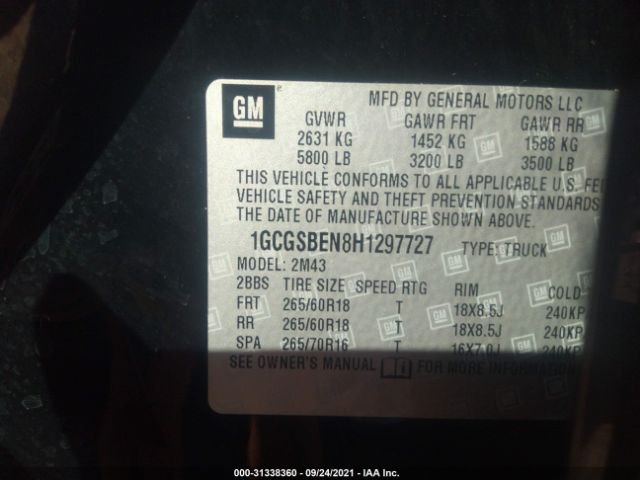 GM
MFD BY GENERAL MOTORS LLC
GVWR GAWR FRT GAWR RR
2631 KG 1452 KG 1588 KG
5800 LB 3200 LB 3500 LB
THIS VEHICLE CONFORMS TO ALL APPLICABLE U.S. FED
VEHICLE SAFETY AND THEFT PREVENTION STANDARDS
THE DATE OF MANUFACTURE SHOWN ABOVE.
1GCGSBEN8H1297727 TYPE: TRUCK
MODEL: 2M43
2BBS TIRE SIZE SPEED RTG RIM COLD
FRT 265/60R18 T 18X8.5J 240KP
RR 265/60R18 T 18X8.5J 240KP
SPA 265/70R16 T 16X7.0J 240KP
SEE OWNER'S MANUAL FOR MORE INFORMATION
000-31338360 - 09/24/2021 - IAA Inc.